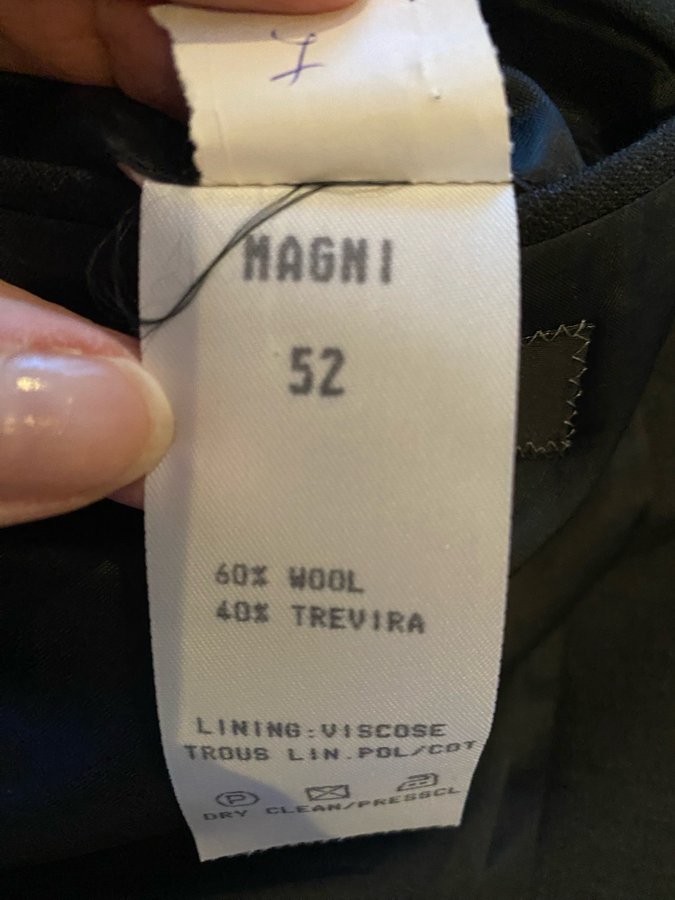 MAGNI
52
60% WOOL
40% TREVIRA
LINING:VISCOSE
TROUS LIN.POL/COT
P
DRY CLEAN/PRESSCL